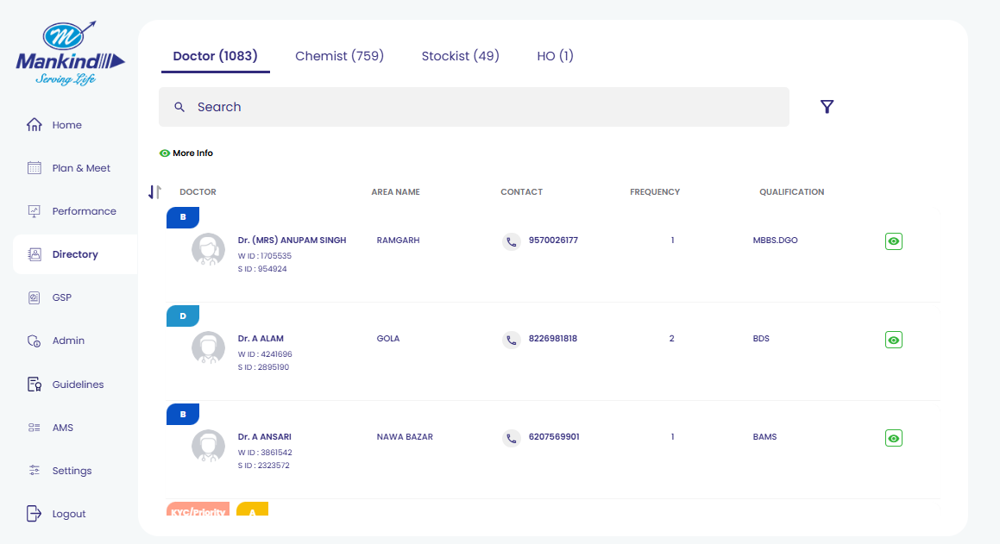 Mankind
Serving Life
Home
Plan & Meet
Performance
Directory
GSP
Admin
Guidelines
AMS
Settings
Logout
Doctor (1083) Chemist (759) Stockist (49) HO (1)
Search
More Info
DOCTOR AREA NAME CONTACT FREQUENCY QUALIFICATION
B
Dr. (MRS) ANUPAM SINGH RAMGARH 9570026177 1 MBBS.DGO
W ID : 1705535
S ID : 954924
D
Dr. A ALAM GOLA 8226981818 2 BDS
W ID : 4241696
S ID : 2895190
B
Dr. A ANSARI NAWA BAZAR 6207569901 1 BAMS
W ID : 3861542
S ID : 2323572
KYC/Priority A